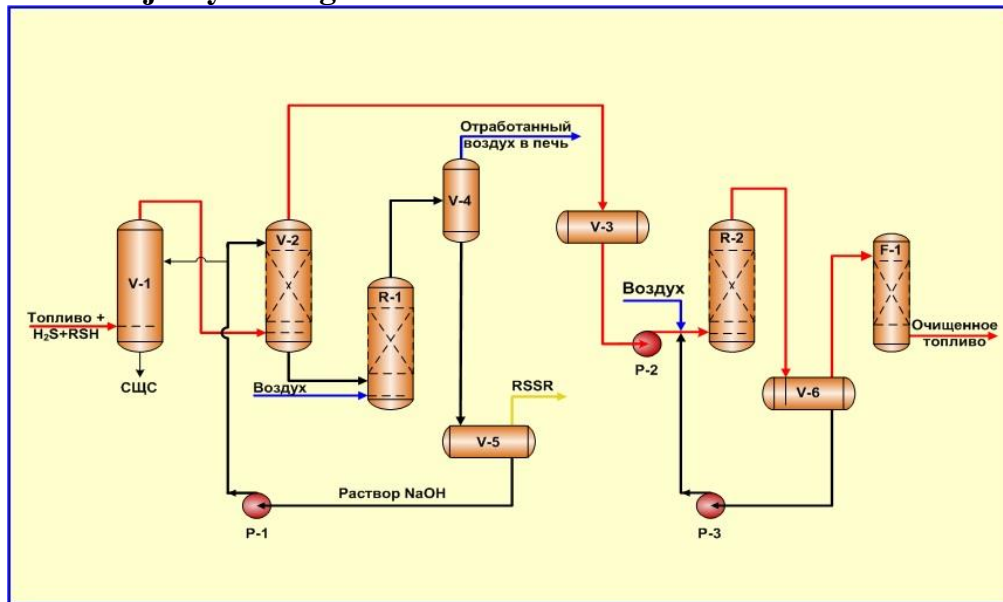 Отработанный
воздух в печь
V-4
V-3
V-1
V-2
R-2
F-1
R-1
Воздух
Топливо +
H₂S+RSH
Очищенное
топливо
P-2
СЩС
Воздух
RSSR
V-6
V-5
Раствор NaOH
P-1
P-3